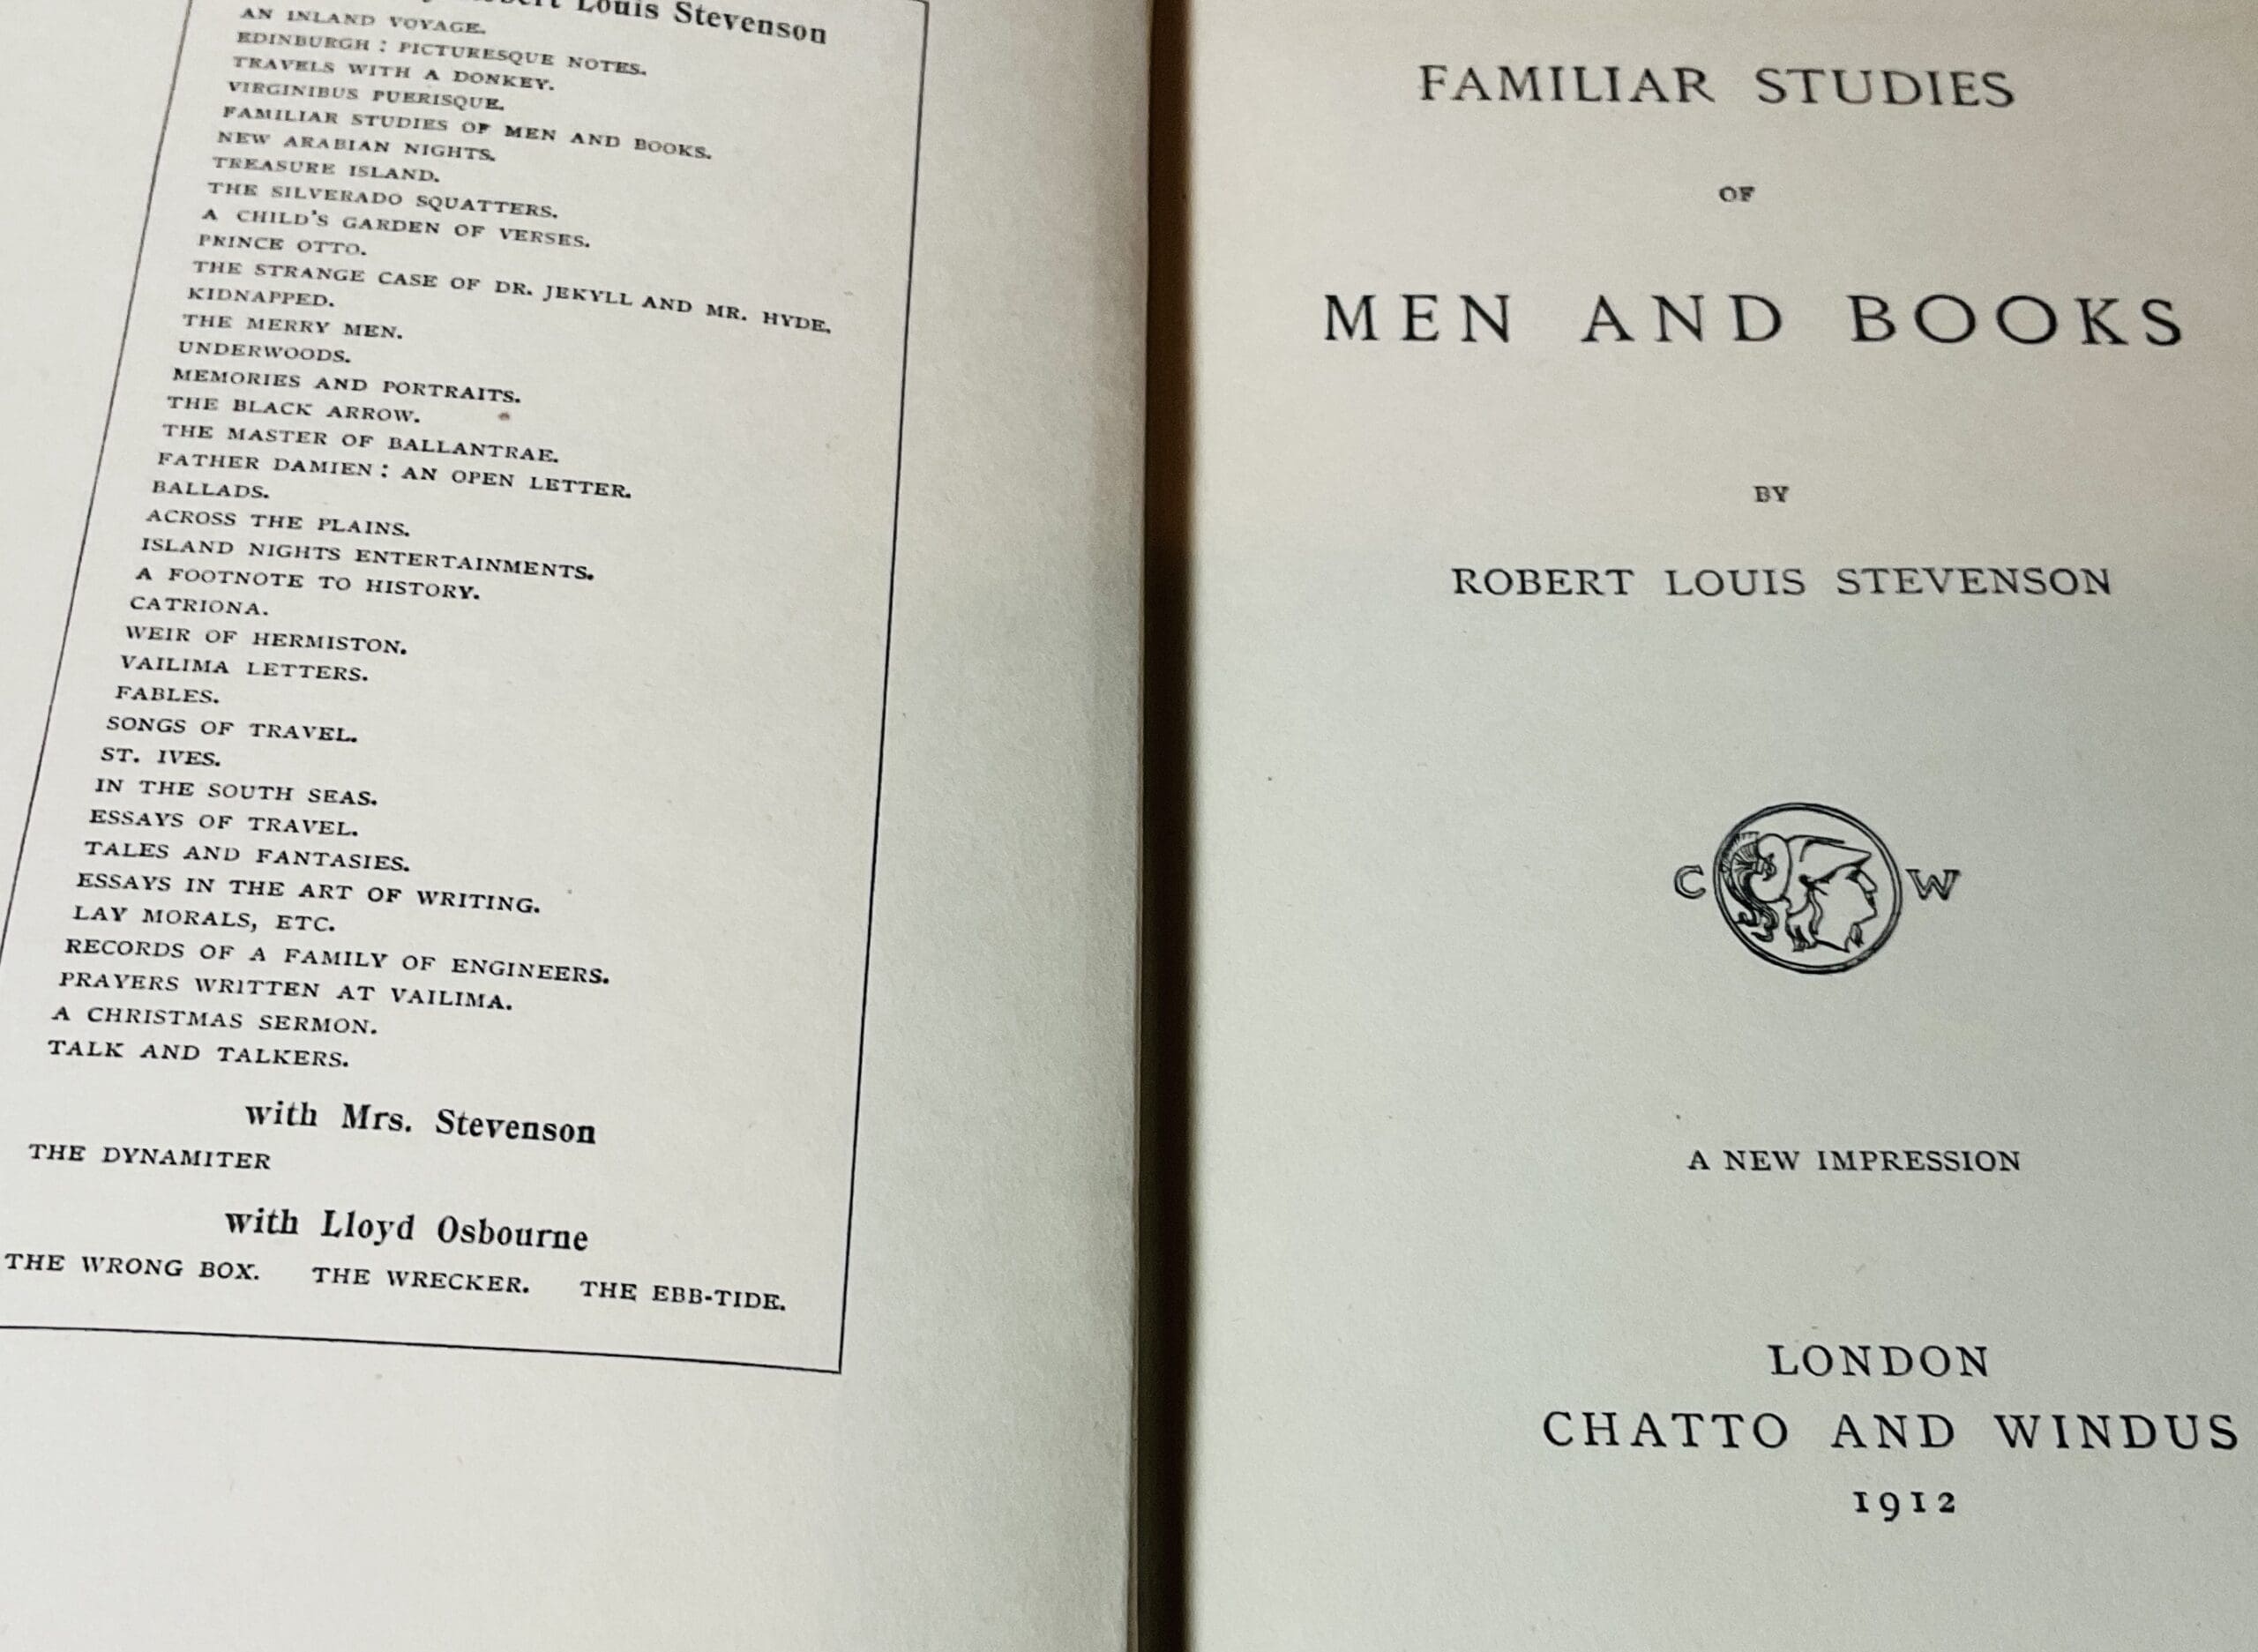 Louis Stevenson
AN INLAND VOYAGE.
EDINBURGH : PICTURESQUE NOTES.
TRAVELS WITH A DONKEY.
VIRGINIBUS PUERISQUE.
FAMILIAR STUDIES OF MEN AND BOOKS.
NEW ARABIAN NIGHTS.
TREASURE ISLAND.
THE SILVERADO SQUATTERS.
A CHILD'S GARDEN OF VERSES.
PRINCE OTTO.
THE STRANGE CASE OF DR. JEKYLL AND MR. HYDE.
KIDNAPPED.
THE MERRY MEN.
UNDERWOODS.
MEMORIES AND PORTRAITS.
THE BLACK ARROW.
THE MASTER OF BALLANTRAE.
FATHER DAMIEN : AN OPEN LETTER.
BALLADS.
ACROSS THE PLAINS.
ISLAND NIGHTS ENTERTAINMENTS.
A FOOTNOTE TO HISTORY.
CATRIONA.
WEIR OF HERMISTON.
VAILIMA LETTERS.
FABLES.
SONGS OF TRAVEL.
ST. IVES.
IN THE SOUTH SEAS.
ESSAYS OF TRAVEL.
TALES AND FANTASIES.
ESSAYS IN THE ART OF WRITING.
LAY MORALS, ETC.
RECORDS OF A FAMILY OF ENGINEERS.
PRAYERS WRITTEN AT VAILIMA.
A CHRISTMAS SERMON.
TALK AND TALKERS.
with Mrs. Stevenson
THE DYNAMITER
with Lloyd Osbourne
THE WRONG BOX. THE WRECKER. THE EBB-TIDE.
FAMILIAR STUDIES
OF
MEN AND BOOKS
BY
ROBERT LOUIS STEVENSON
C W
A NEW IMPRESSION
LONDON
CHATTO AND WINDUS
1912